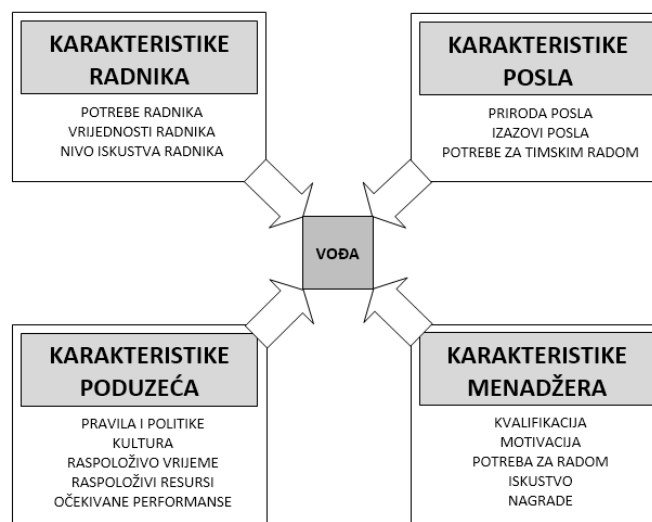 KARAKTERISTIKE
RADNIKA
POTREBE RADNIKA
VRIJEDNOSTI RADNIKA
NIVO ISKUSTVA RADNIKA
KARAKTERISTIKE
POSLA
PRIRODA POSLA
IZAZOVI POSLA
POTREBE ZA TIMSKIM RADOM
VOĐA
KARAKTERISTIKE
PODUZEĆA
PRAVILA I POLITIKE
KULTURA
RASPOLOŽIVO VRIJEME
RASPOLOŽIVI RESURSI
OČEKIVANE PERFORMANSE
KARAKTERISTIKE
MENADŽERA
KVALIFIKACIJA
MOTIVACIJA
POTREBA ZA RADOM
ISKUSTVO
NAGRADE